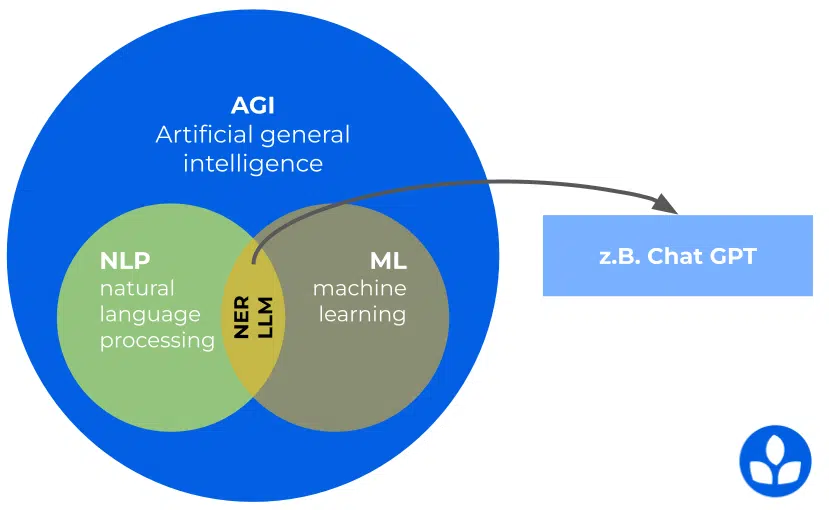 AGI
Artificial general
intelligence
NLP
natural
language
processing
NER
LLM
ML
machine
learning
z.B. Chat GPT